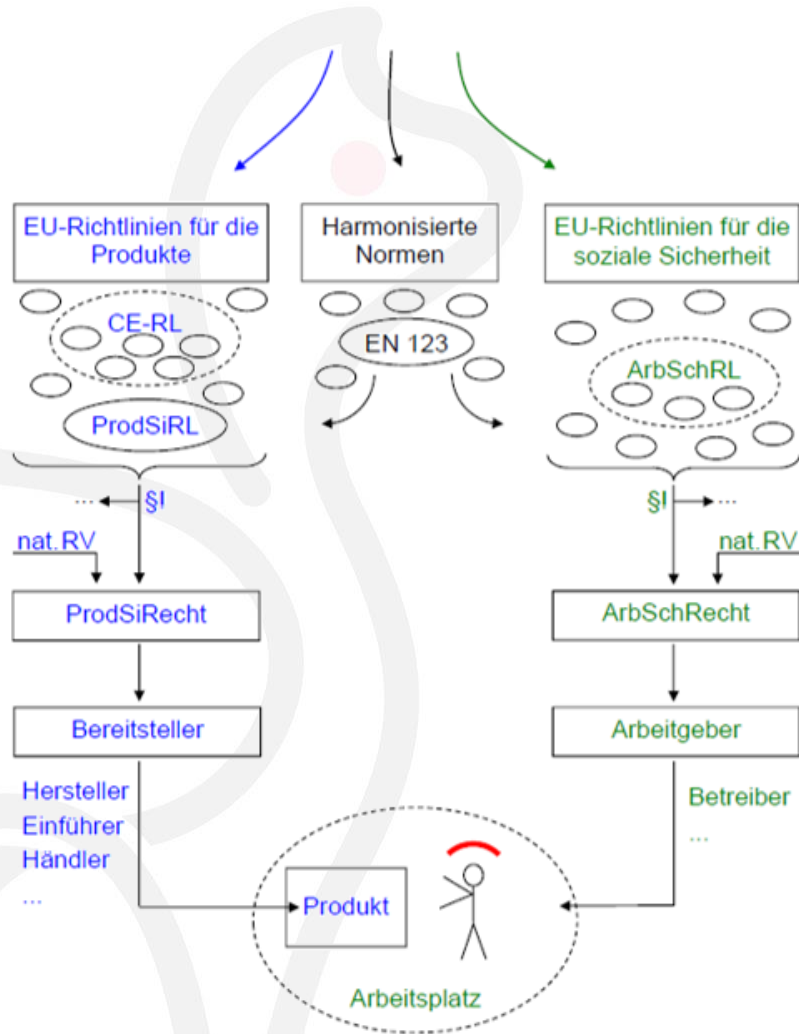 EU-Richtlinien für die
Produkte
Harmonisierte
Normen
EU-Richtlinien für die
soziale Sicherheit
CE-RL
EN 123
ArbSchRL
ProdSiRL
... §! 
§! ...
nat.RV
nat.RV
ProdSiRecht
ArbSchRecht
Bereitsteller
Arbeitgeber
Hersteller
Einführer
Händler
...
Betreiber
...
Produkt
Arbeitsplatz